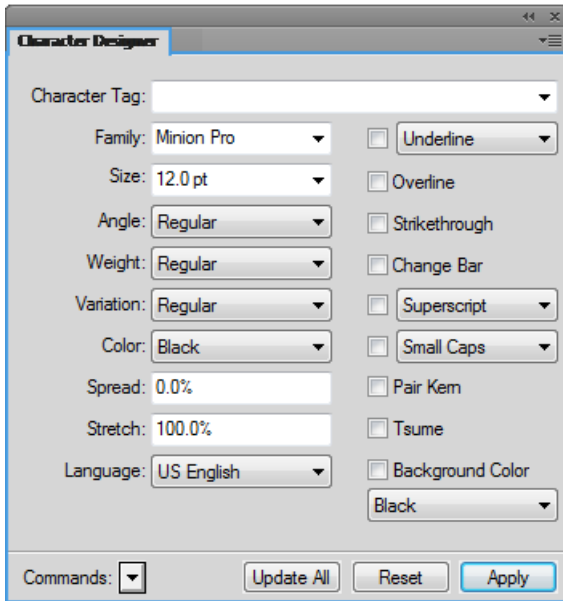 Character Designer
Character Tag:
Family: Minion Pro
Underline
Size: 12.0 pt
Overline
Angle: Regular
Strikethrough
Weight: Regular
Change Bar
Variation: Regular
Superscript
Color: Black
Small Caps
Spread: 0.0%
Pair Kern
Stretch: 100.0%
Tsume
Language: US English
Background Color
Black
Commands:
Update All
Reset
Apply